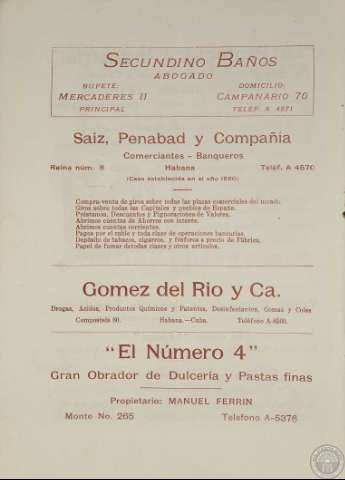 SECUNDINO BAÑOS
ABOGADO
BUFETE: DOMICILIO:
MERCADERES 11 CAMPANARIO 70
PRINCIPAL TELEF. A 4571
Saiz, Penabad y Compañia
Comerciantes - Banqueros
Reina núm. 8 Habana Teléf. A 4570
(Casa establecida en el año 1880)
Compra-venta de giros sobre todas las plazas comerciales del mundo.
Giros sobre todas las Capitales y pueblos de España.
Préstamos, Descuentos y Pignoraciones de Valores.
Abrimos cuentas de Ahorros con interés.
Abrimos cuentas corrientes.
Pagos por el cable y toda clase de operaciones bancarias.
Depósito de tabacos, cigarros, y fósforos a precio de Fábrica.
Papel de fumar de todas clases y otros artículos.
Gomez del Rio y Ca.
Drogas, Acidos, Productos Químicos y Patentes, Desinfectantes, Gomas y Coles
Compostela 80. Habana.-Cuba. Teléfono
"El Número 4"
Gran Obrador de Dulcería y Pastas finas
Propietario: MANUEL FERRIN
Monte No. 265 Telefono A-5376